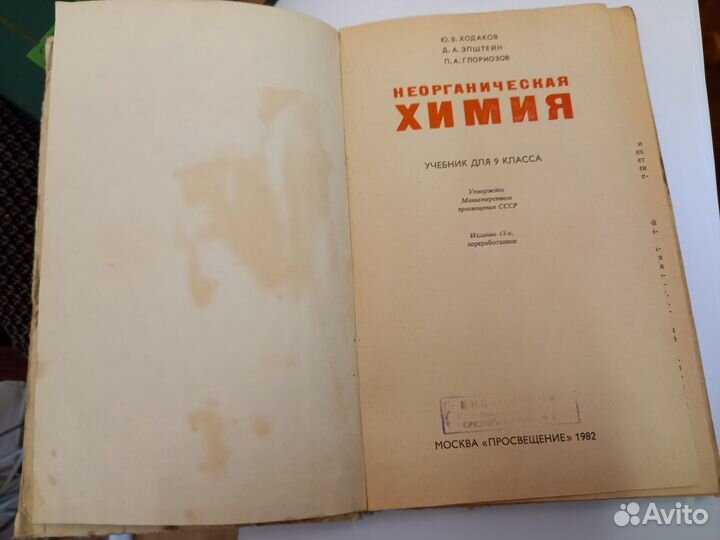 Ю. В. ХОДАКОВ
Д. А. ЭПШТЕЙН
П. А. ГЛОРИОЗОВ
НЕОРГАНИЧЕСКАЯ
ХИМИЯ
УЧЕБНИК ДЛЯ 9 КЛАССА
Утвержден
Министерством
просвещения СССР
Издание 13-е,
переработанное
МОСКВА «ПРОСВЕЩЕНИЕ» 1982
Avito